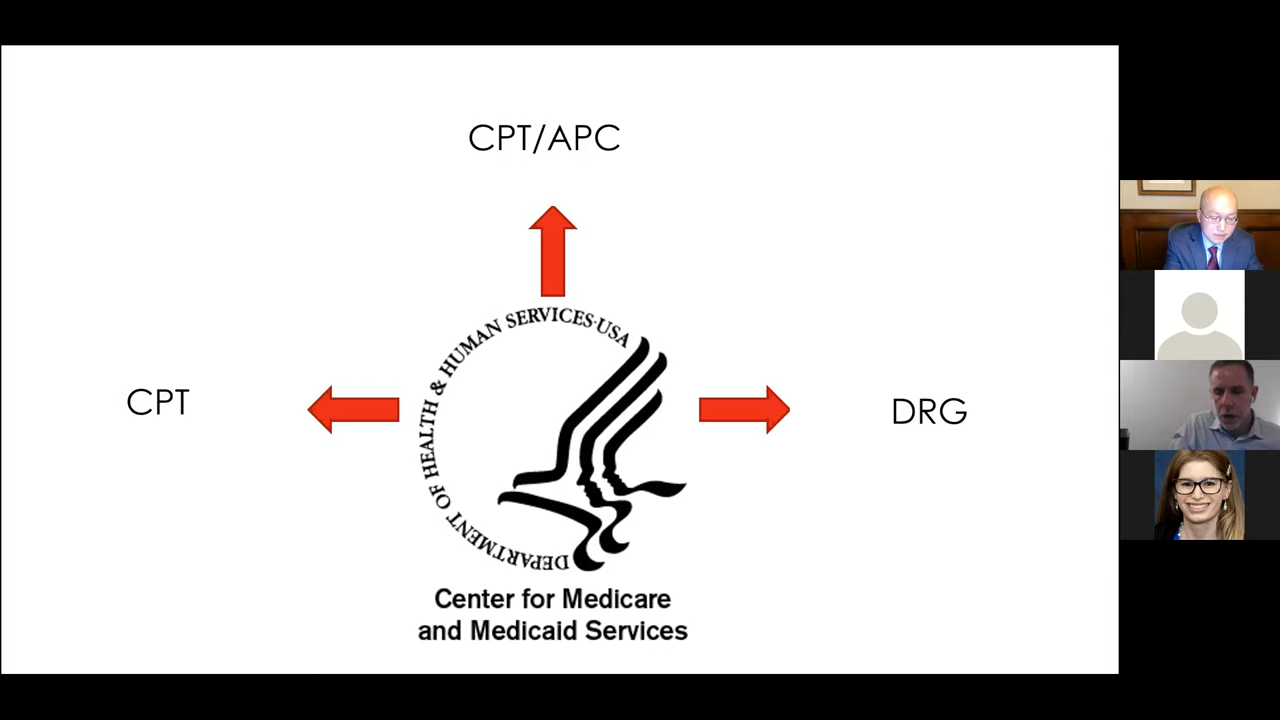 CPT/APC
DEPARTMENT OF HEALTH & HUMAN SERVICES·USA
CPT
DRG
Center for Medicare
and Medicaid Services